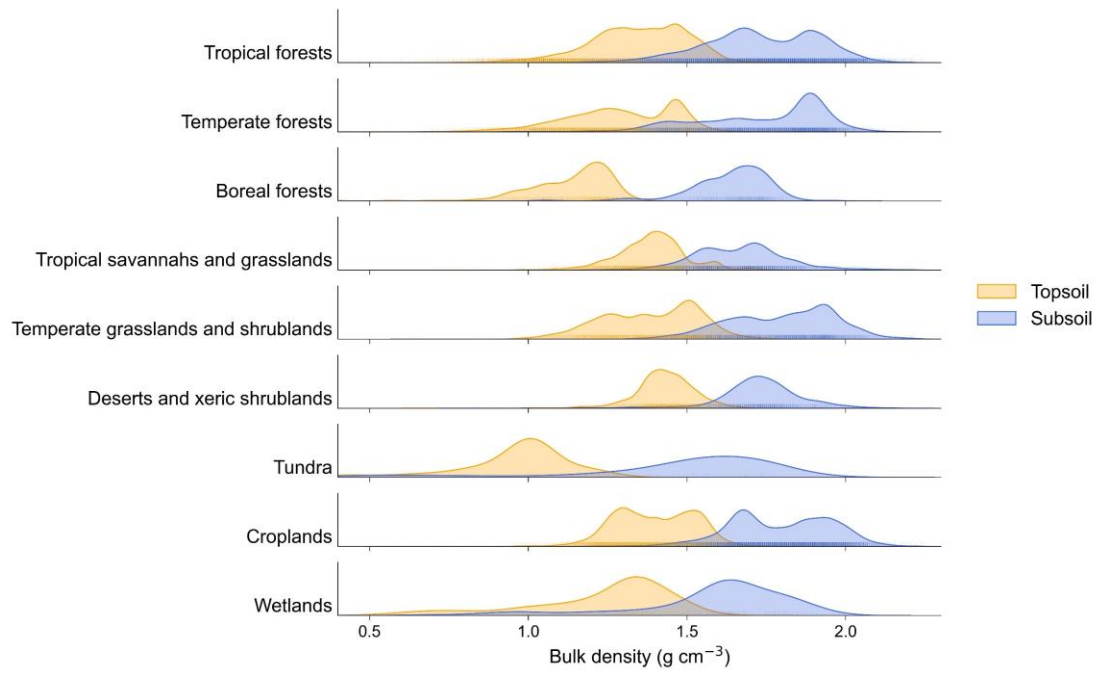 Tropical forests
Temperate forests
Boreal forests
Tropical savannahs and grasslands
Temperate grasslands and shrublands
Deserts and xeric shrublands
Tundra
Croplands
Wetlands
Topsoil
Subsoil
0.5 1.0 1.5 2.0
Bulk density (g cm⁻³)